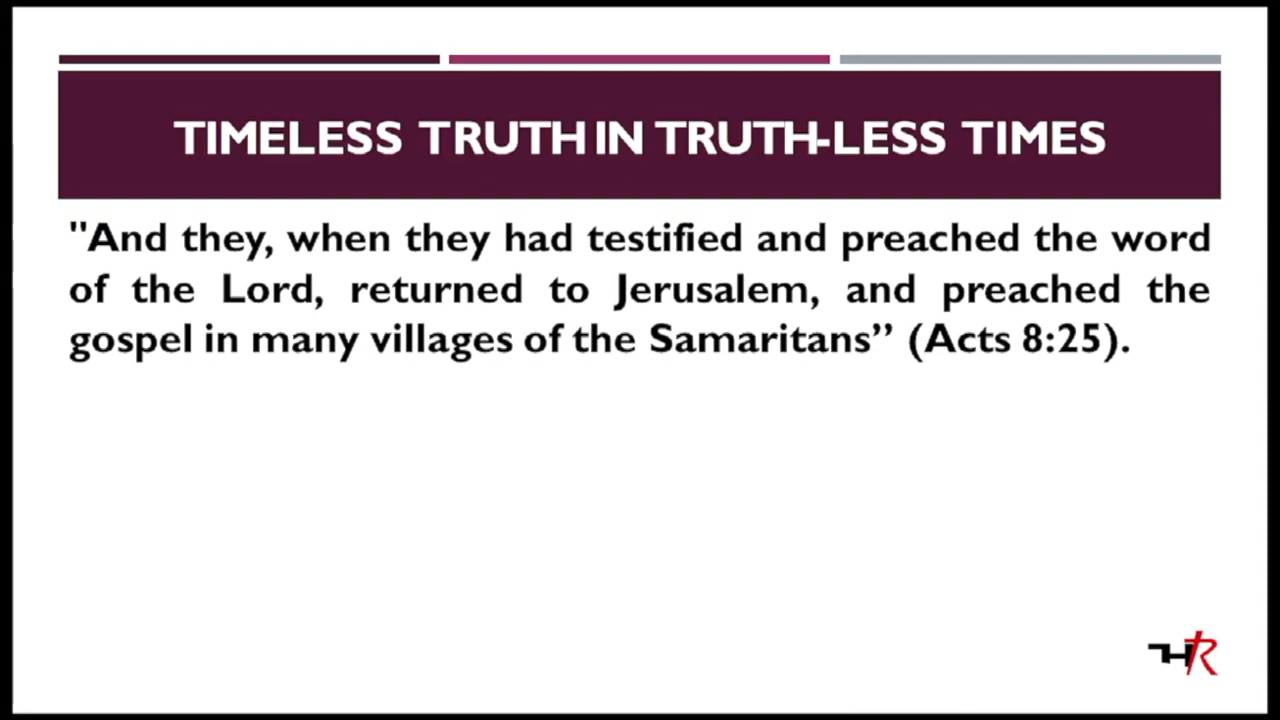 TIMELESS TRUTH IN TRUTH-LESS TIMES
"And they, when they had testified and preached the word
of the Lord, returned to Jerusalem, and preached the
gospel in many villages of the Samaritans” (Acts 8:25).
THR